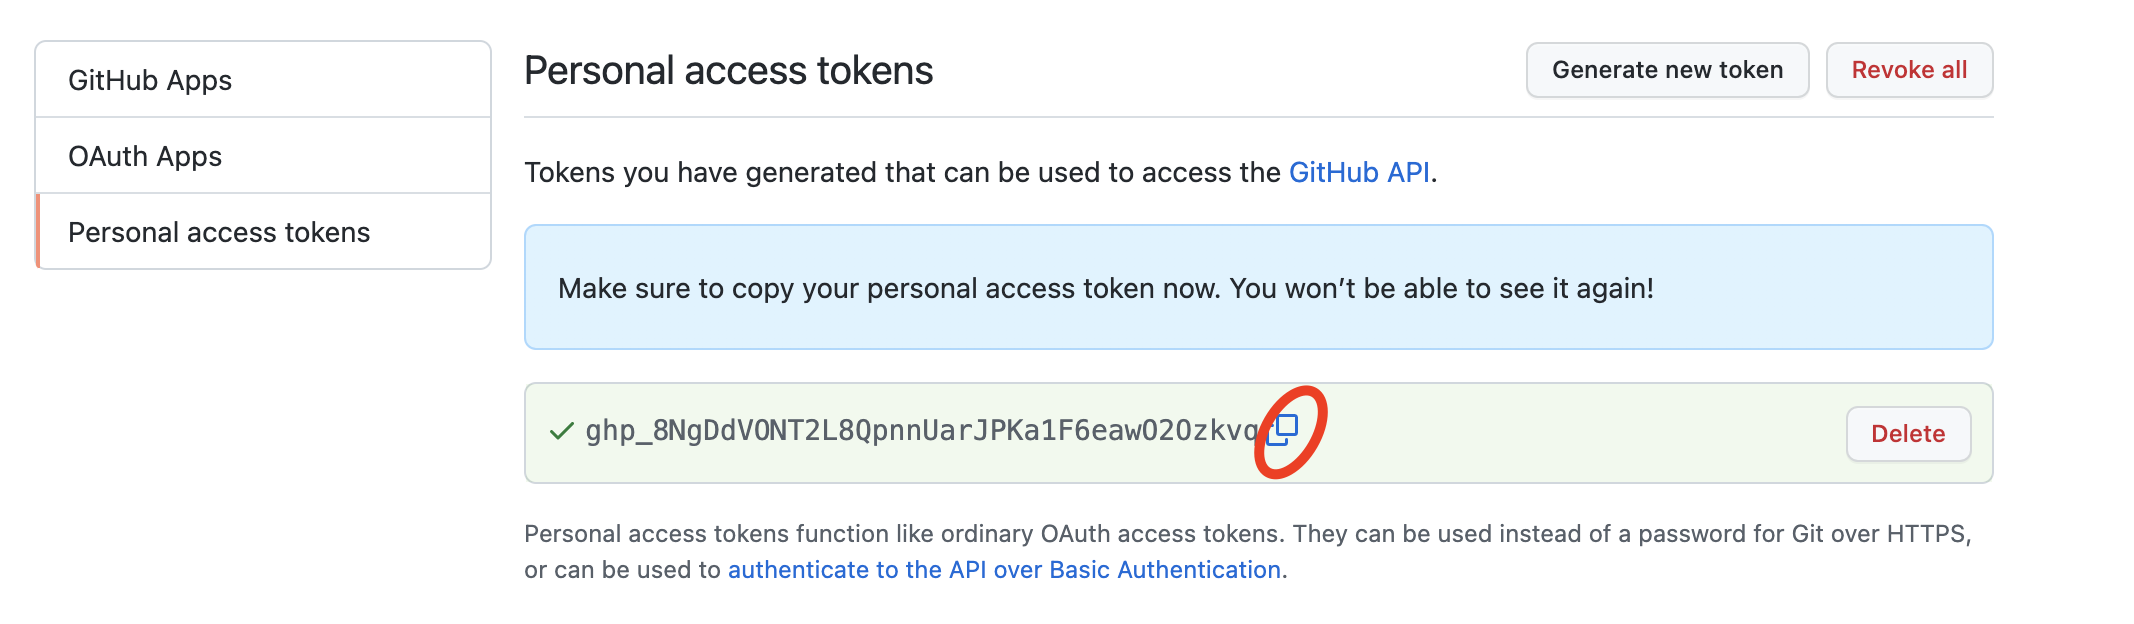 GitHub Apps
OAuth Apps
Personal access tokens
Personal access tokens
Generate new token
Revoke all
Tokens you have generated that can be used to access the GitHub API.
Make sure to copy your personal access token now. You won’t be able to see it again!
Delete
Personal access tokens function like ordinary OAuth access tokens. They can be used instead of a password for Git over HTTPS,
or can be used to authenticate to the API over Basic Authentication.